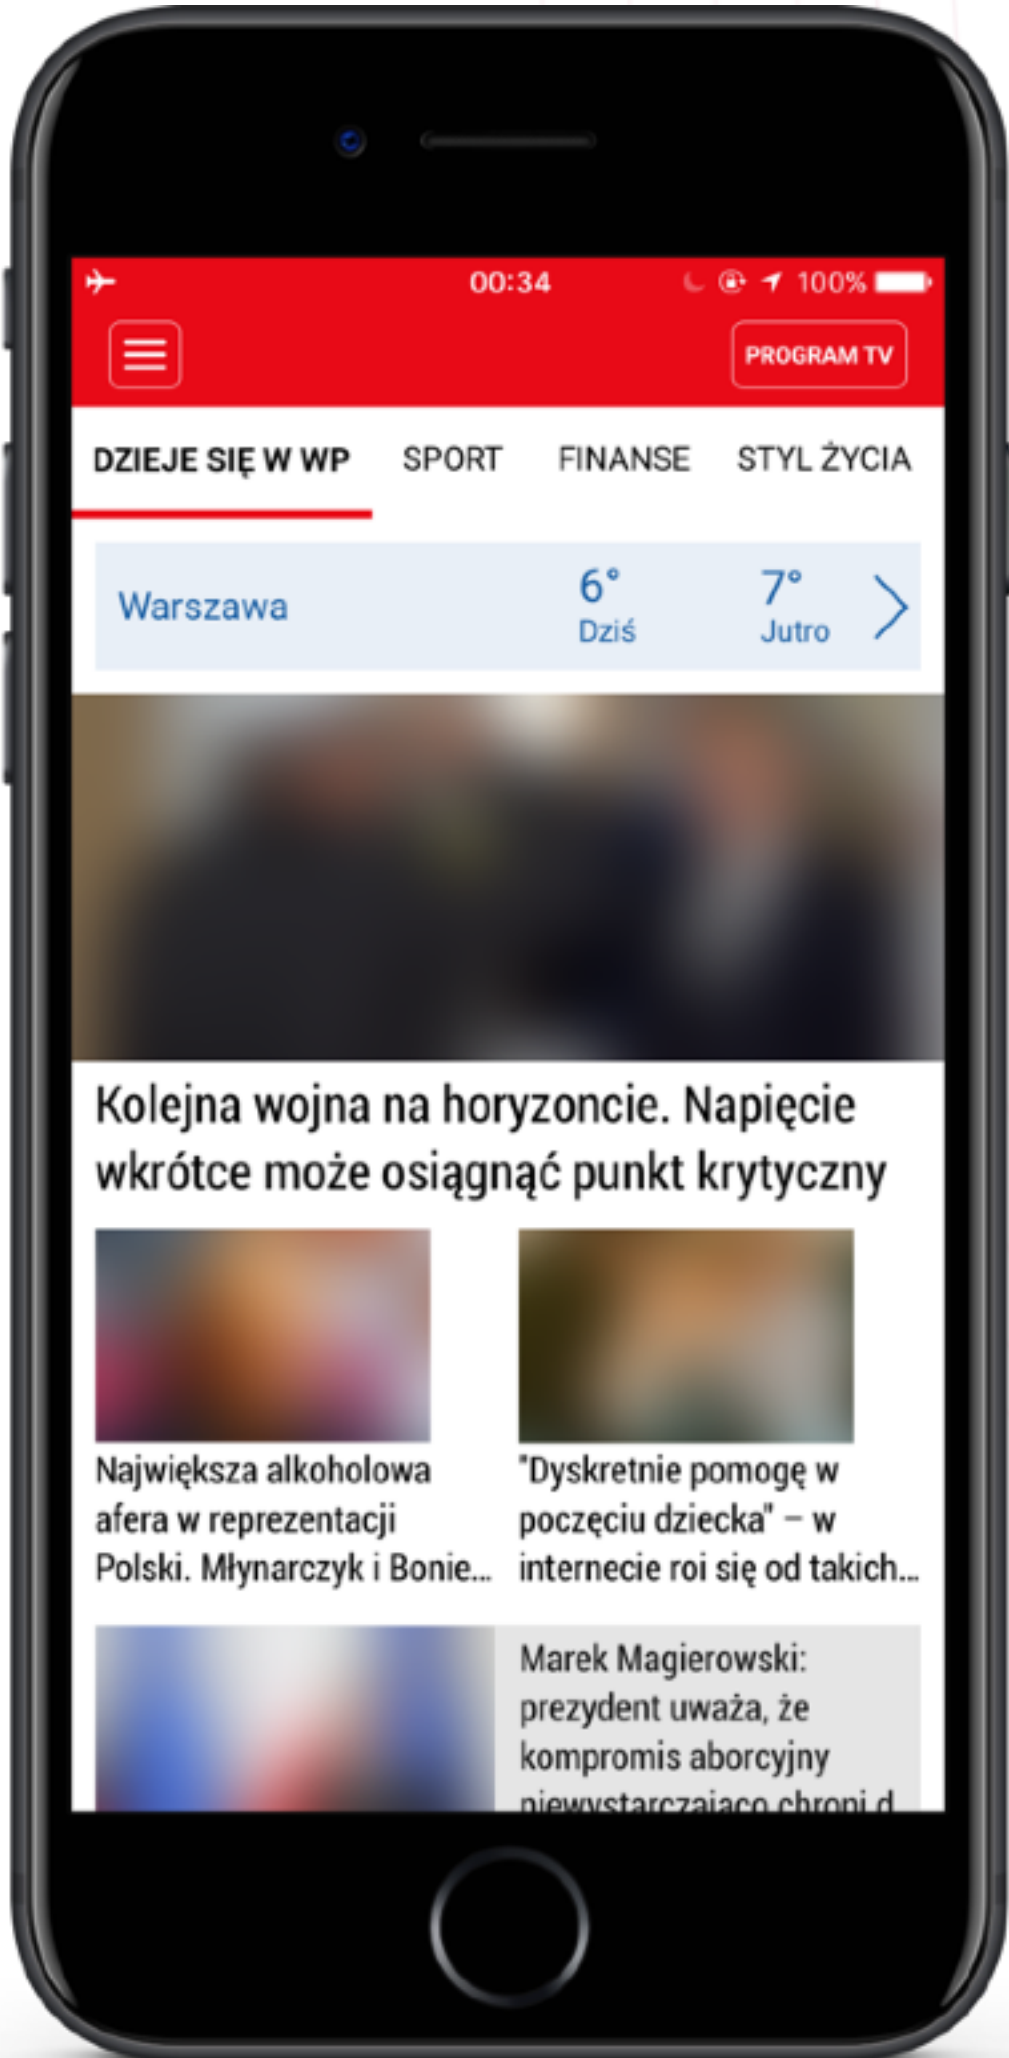 00:34
100%
PROGRAM TV
DZIEJE SIĘ W WP SPORT FINANSE STYL ŻYCIA
Warszawa
6° 7°
Dziś Jutro
Kolejna wojna na horyzoncie. Napięcie
wkrótce może osiągnąć punkt krytyczny
Największa alkoholowa
afera w reprezentacji
Polski. Młynarczyk i Bonie...
"Dyskretnie pomogę w
poczęciu dziecka" – w
internecie roi się od takich...
Marek Magierowski:
prezydent uważa, że
kompromis aborcyjny
niewystarczająco chroni d